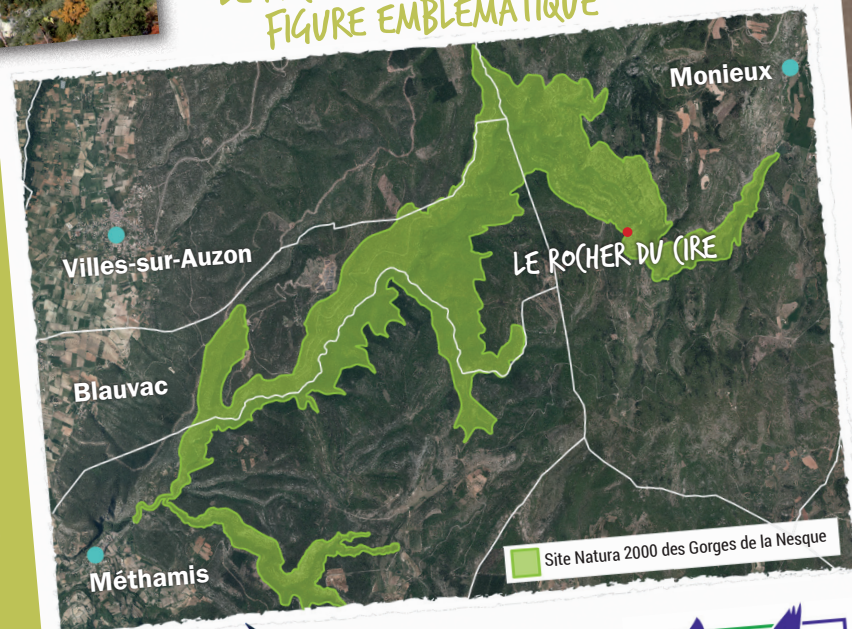 FIGURE EMBLÉMATIQUE
Monieux
Villes-sur-Auzon
LE ROCHER DU CIRE
Blauvac
Site Natura 2000 des Gorges de la Nesque
Méthamis